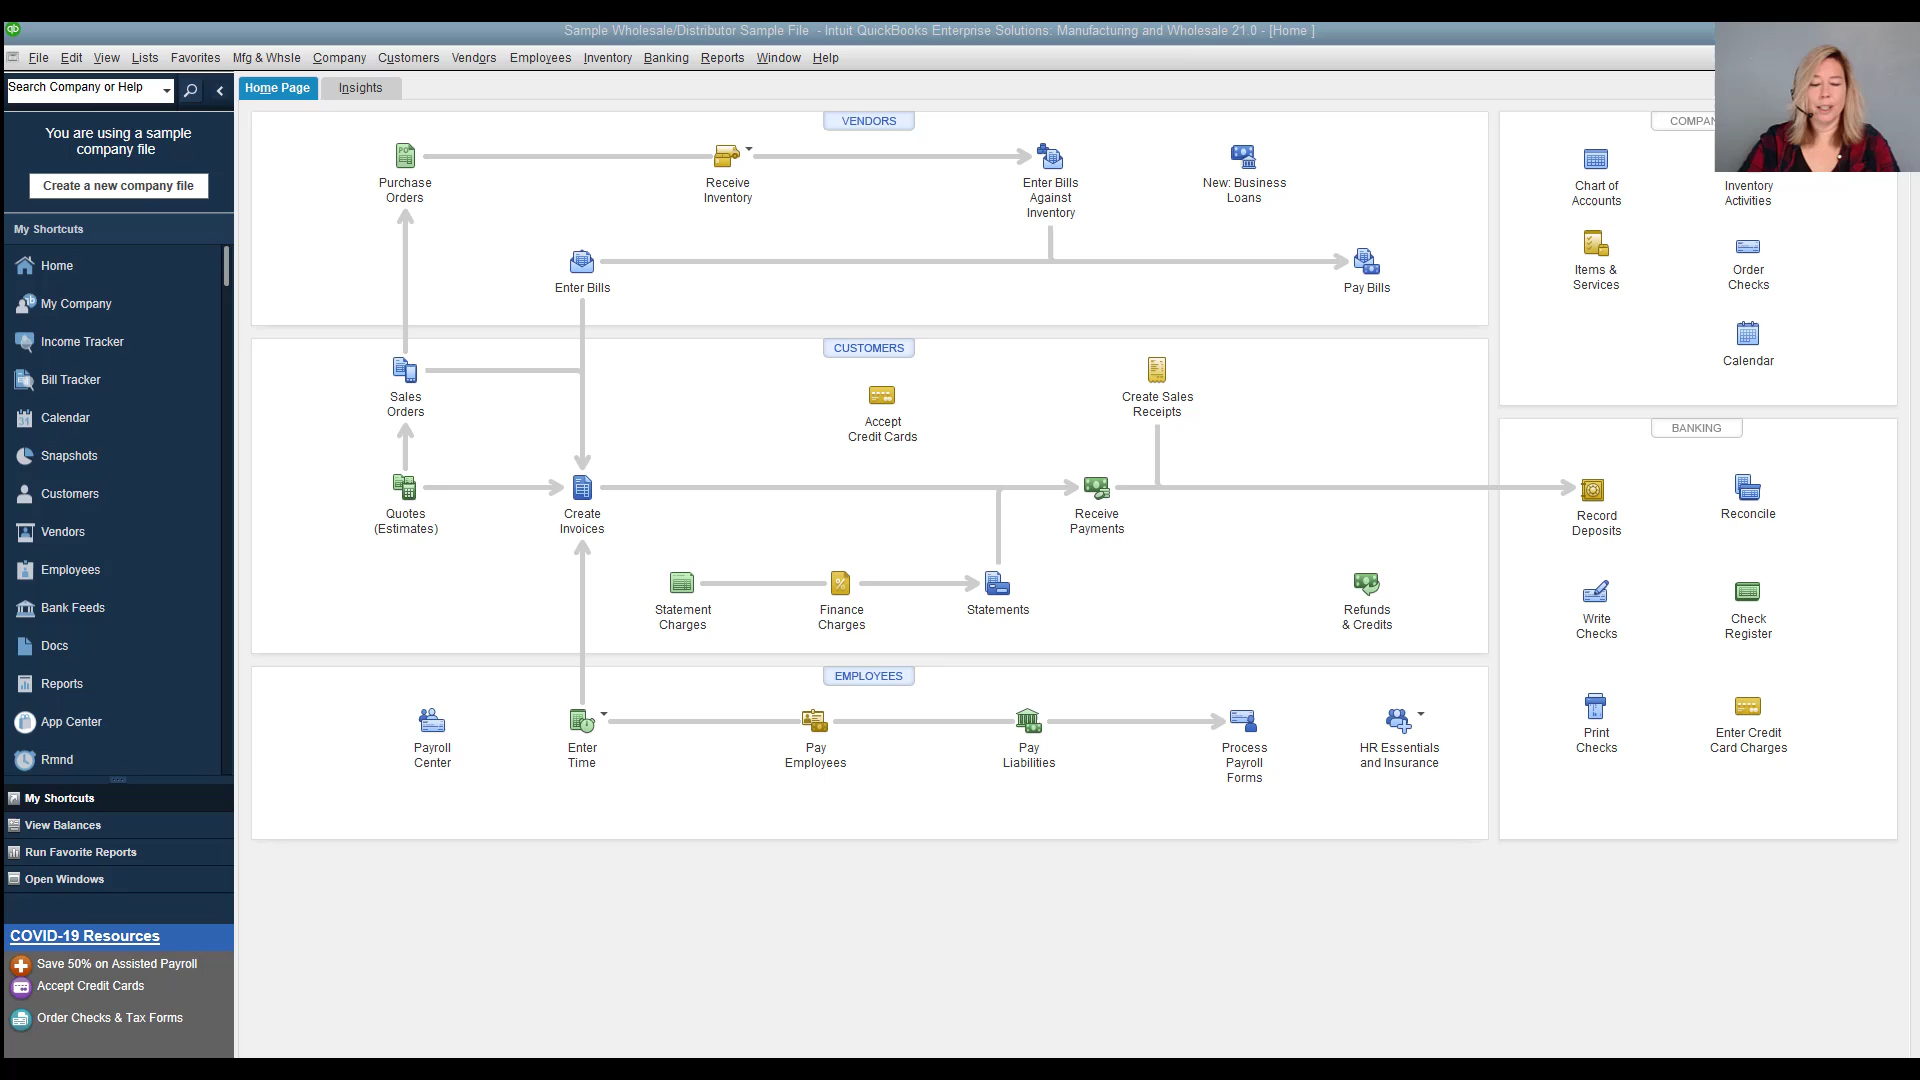 Sample Wholesale/Distributor Sample File - Intuit QuickBooks Enterprise Solutions: Manufacturing and Wholesale 21.0 - [Home ]
File Edit View Lists Favorites Mfg & Whsle Company Customers Vendors Employees Inventory Banking Reports Window Help
Search Company or Help
Home Page
Insights
You are using a sample
company file
Create a new company file
My Shortcuts
Home
My Company
Income Tracker
Bill Tracker
Calendar
Snapshots
Customers
Vendors
Employees
Bank Feeds
Docs
Reports
App Center
Rmnd
My Shortcuts
View Balances
Run Favorite Reports
Open Windows
COVID-19 Resources
Save 50% on Assisted Payroll
Accept Credit Cards
Order Checks & Tax Forms
VENDORS
Purchase
Orders
Receive
Inventory
Enter Bills
Against
Inventory
New: Business
Loans
Enter Bills
Pay Bills
CUSTOMERS
Sales
Orders
Accept
Credit Cards
Create Sales
Receipts
Quotes
(Estimates)
Create
Invoices
Receive
Payments
Statement
Charges
Finance
Charges
Statements
Refunds
& Credits
EMPLOYEES
Payroll
Center
Enter
Time
Pay
Employees
Pay
Liabilities
Process
Payroll
Forms
HR Essentials
and Insurance
COMPAN
Chart of
Accounts
Inventory
Activities
Items &
Services
Order
Checks
Calendar
BANKING
Record
Deposits
Reconcile
Write
Checks
Check
Register
Print
Checks
Enter Credit
Card Charges